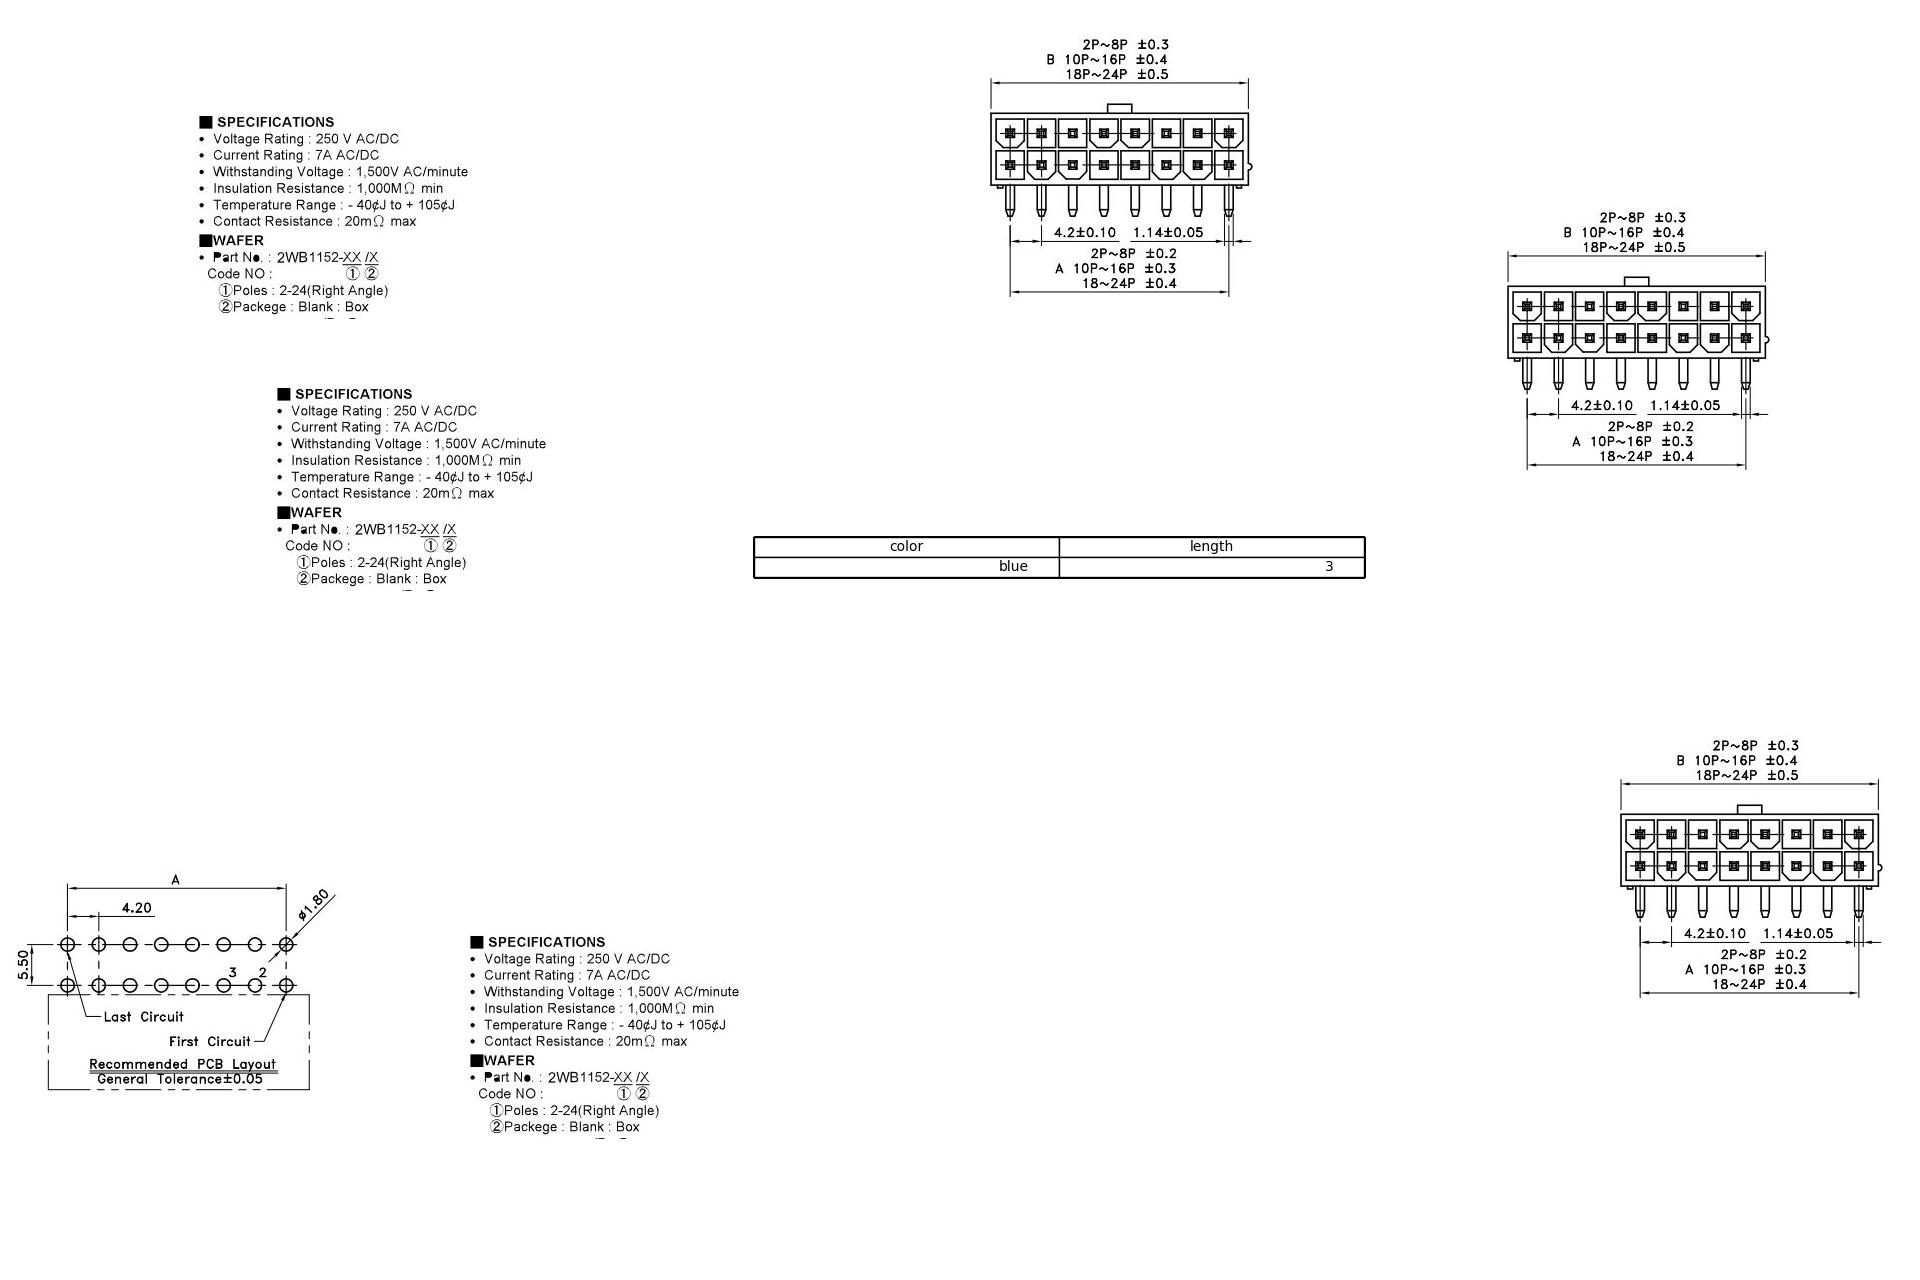 2P~8P ±0.3
B 10P~16P ±0.4
18P~24P ±0.5
4.2±0.10 1.14±0.05
2P~8P ±0.2
A 10P~16P ±0.3
18~24P ±0.4
■ SPECIFICATIONS
• Voltage Rating : 250 V AC/DC
• Current Rating : 7A AC/DC
• Withstanding Voltage : 1,500V AC/minute
• Insulation Resistance : 1,000MΩ min
• Temperature Range : - 40¢J to + 105¢J
• Contact Resistance : 20mΩ max
■WAFER
• Part No. : 2WB1152-XX /X
Code NO : ① ②
①Poles : 2-24(Right Angle)
②Packege : Blank : Box
2P~8P ±0.3
B 10P~16P ±0.4
18P~24P ±0.5
4.2±0.10 1.14±0.05
2P~8P ±0.2
A 10P~16P ±0.3
18~24P ±0.4
■ SPECIFICATIONS
• Voltage Rating : 250 V AC/DC
• Current Rating : 7A AC/DC
• Withstanding Voltage : 1,500V AC/minute
• Insulation Resistance : 1,000MΩ min
• Temperature Range : - 40¢J to + 105¢J
• Contact Resistance : 20mΩ max
■WAFER
• Part No. : 2WB1152-XX /X
Code NO : ① ②
①Poles : 2-24(Right Angle)
②Packege : Blank : Box
color length
blue 3
2P~8P ±0.3
B 10P~16P ±0.4
18P~24P ±0.5
4.2±0.10 1.14±0.05
2P~8P ±0.2
A 10P~16P ±0.3
18~24P ±0.4
A
4.20
ø1.80
5.50
3 2
Last Circuit
First Circuit
Recommended PCB Layout
General Tolerance±0.05
■ SPECIFICATIONS
• Voltage Rating : 250 V AC/DC
• Current Rating : 7A AC/DC
• Withstanding Voltage : 1,500V AC/minute
• Insulation Resistance : 1,000MΩ min
• Temperature Range : - 40¢J to + 105¢J
• Contact Resistance : 20mΩ max
■WAFER
• Part No. : 2WB1152-XX /X
Code NO : ① ②
①Poles : 2-24(Right Angle)
②Packege : Blank : Box